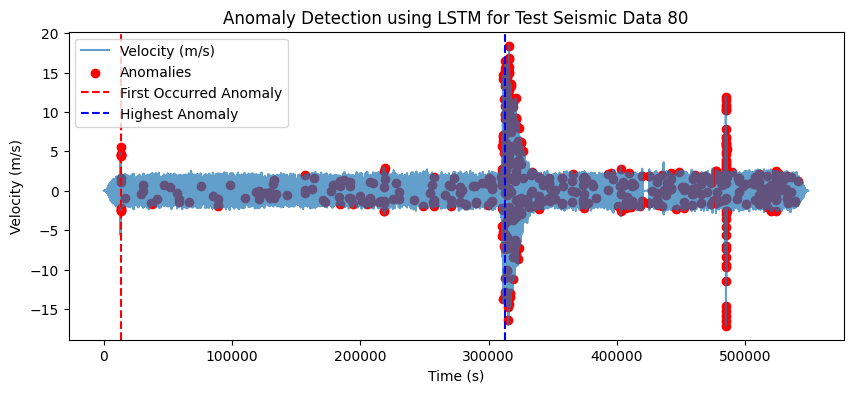 Anomaly Detection using LSTM for Test Seismic Data 80
Velocity (m/s)
Anomalies
First Occurred Anomaly
Highest Anomaly
Velocity (m/s)
20
15
10
5
0
−5
−10
−15
0 100000 200000 300000 400000 500000
Time (s)